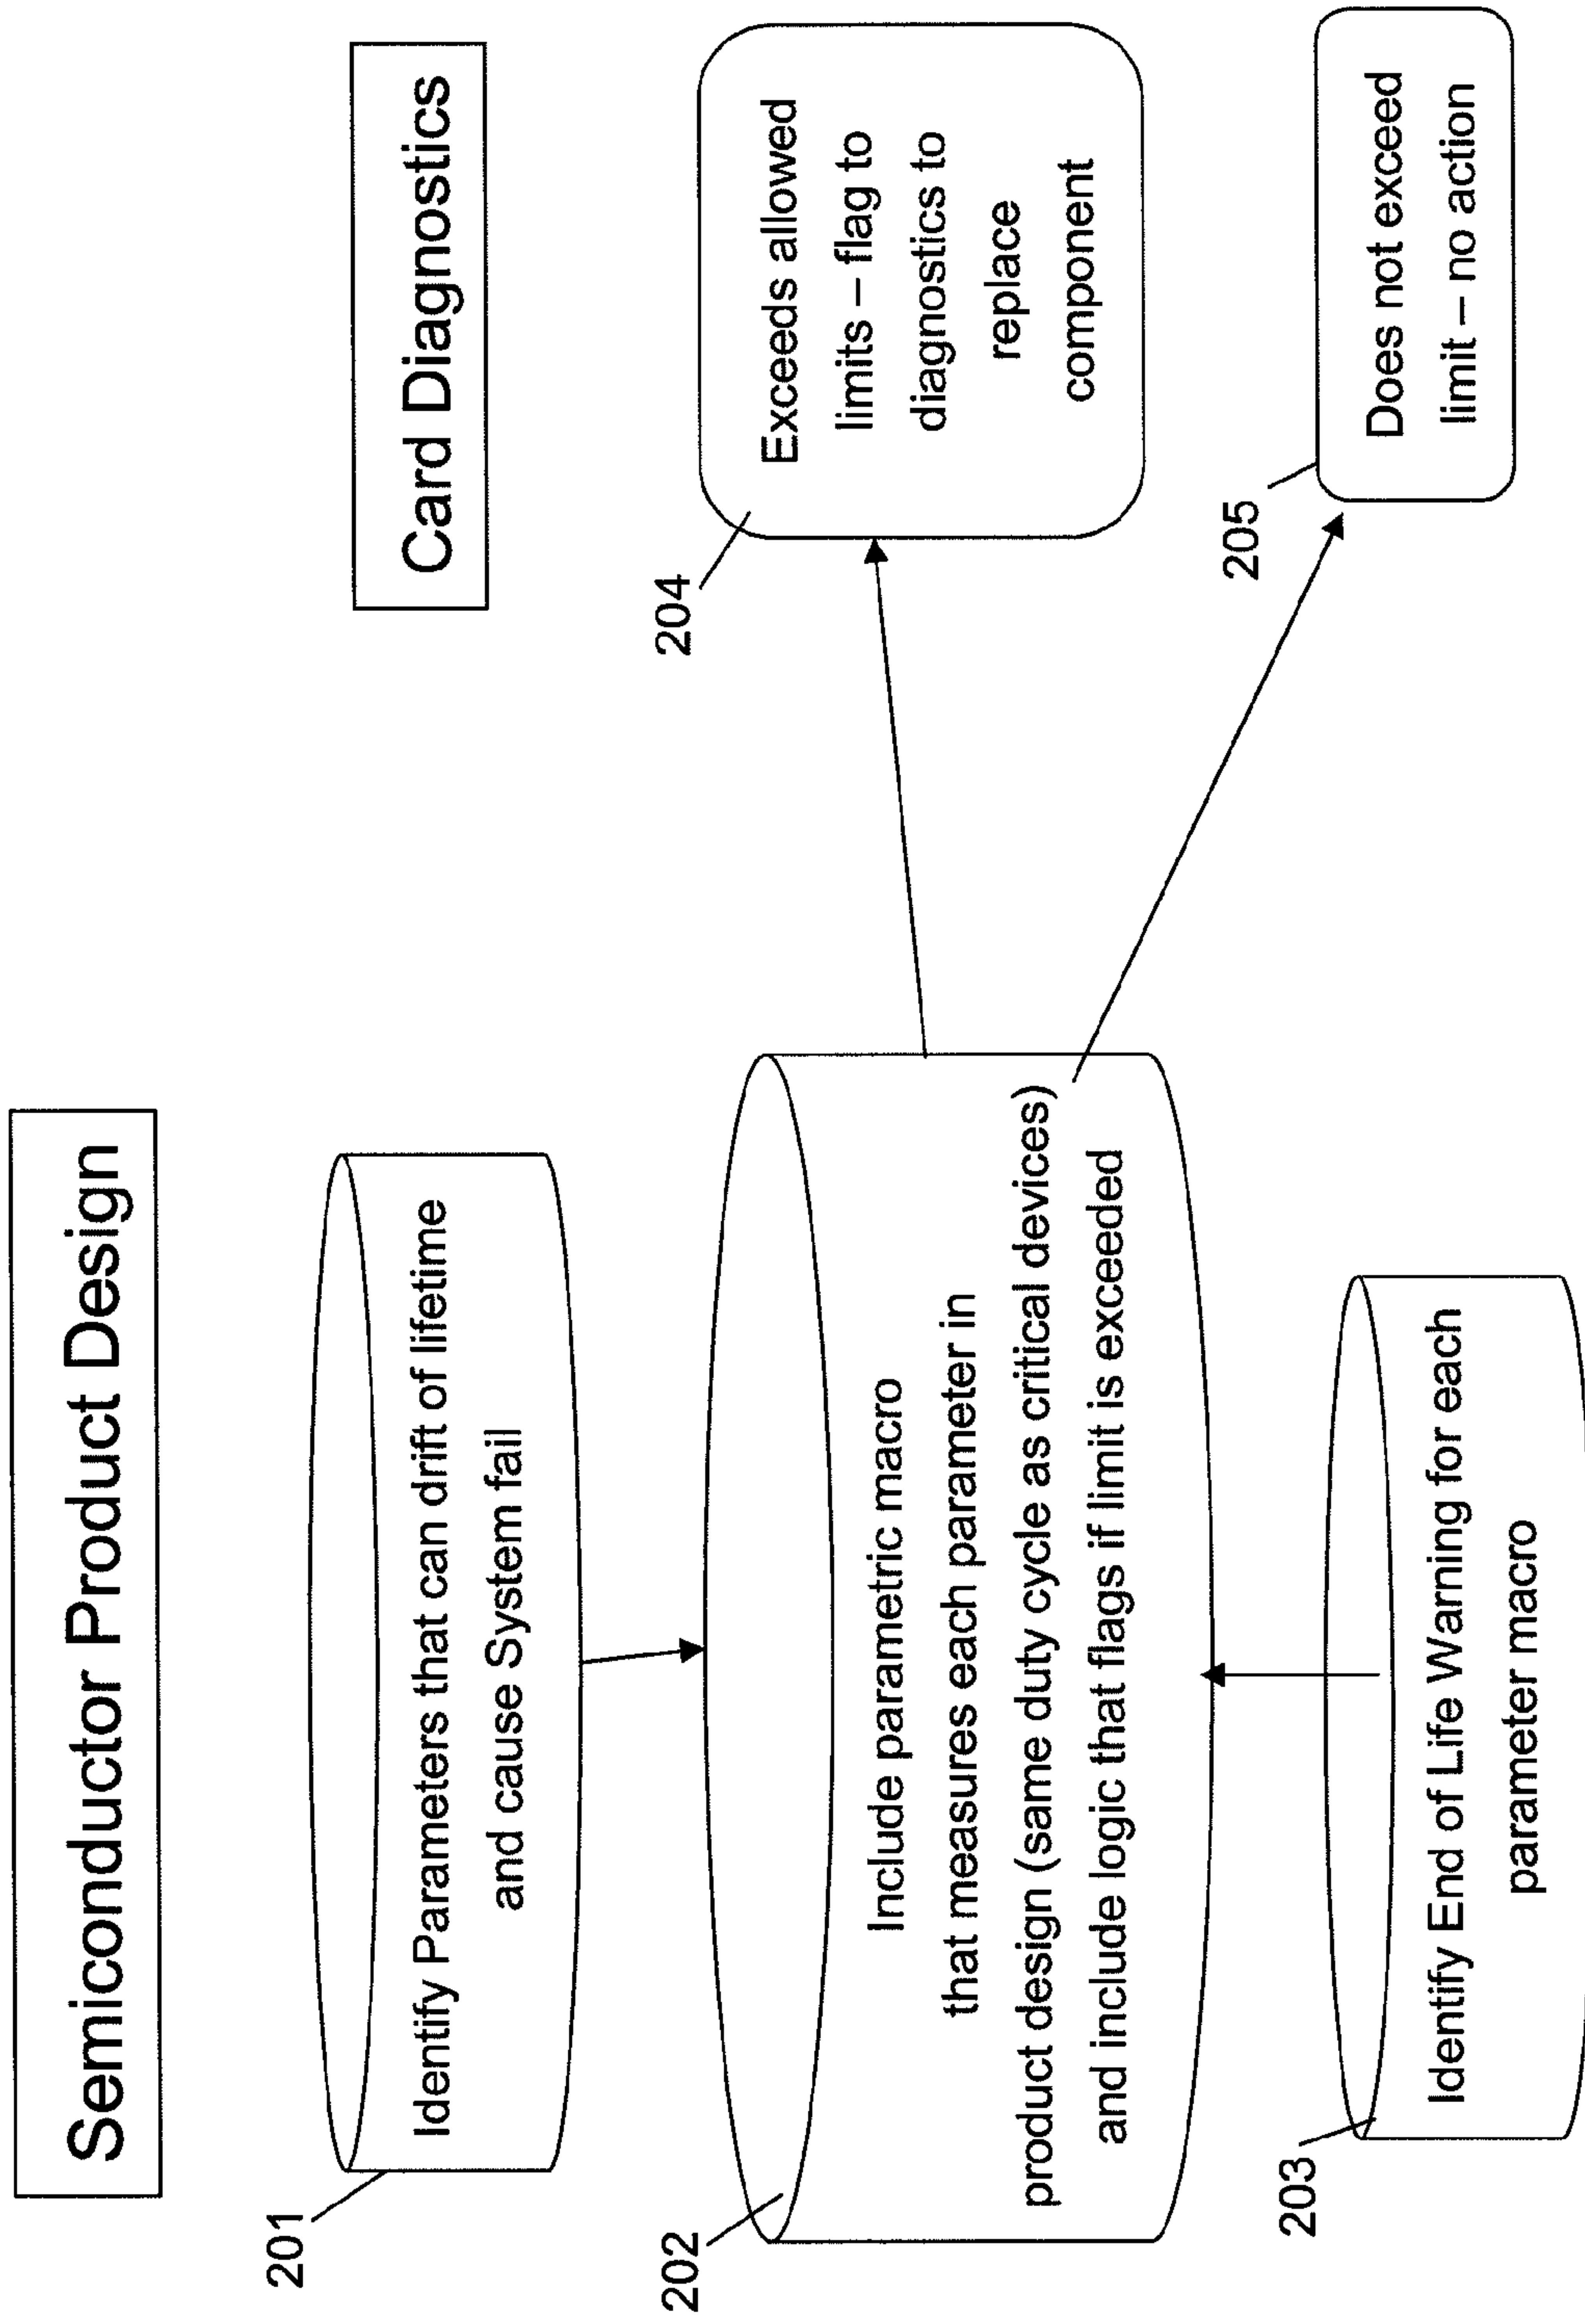 Semiconductor Product Design
Card Diagnostics
201
Identify Parameters that can drift of lifetime
and cause System fail
202
Include parametric macro
that measures each parameter in
product design (same duty cycle as critical devices)
and include logic that flags if limit is exceeded
203
Identify End of Life Warning for each
parameter macro
204
Exceeds allowed
limits – flag to
diagnostics to
replace
component
205
Does not exceed
limit – no action